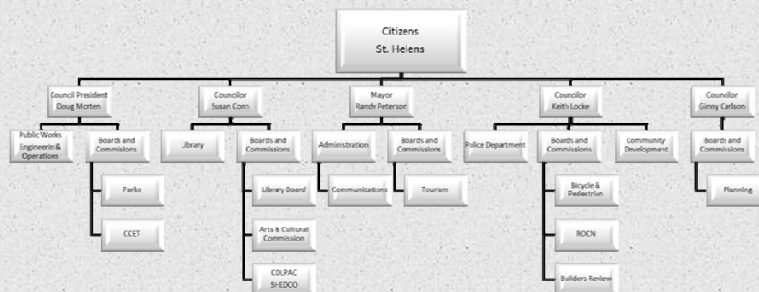 Citizens
St. Helens
Council President
Doug Morten
Councilor
Susan Conn
Mayor
Randy Peterson
Councilor
Keith Locke
Councilor
Ginny Carlson
Public Works
Engineerin &
Operations
Boards and
Commisions
Library
Boards and
Commissions
Administration
Boards and
Commissions
Police Department
Boards and
Commissions
Community
Development
Boards and
Commissions
Parks
Library Board
Communications
Tourism
Bicycle &
Pedestrian
Planning
CCET
Arts & Cultural
Commission
ROCN
COLPAC
SHEDCO
Builders Review